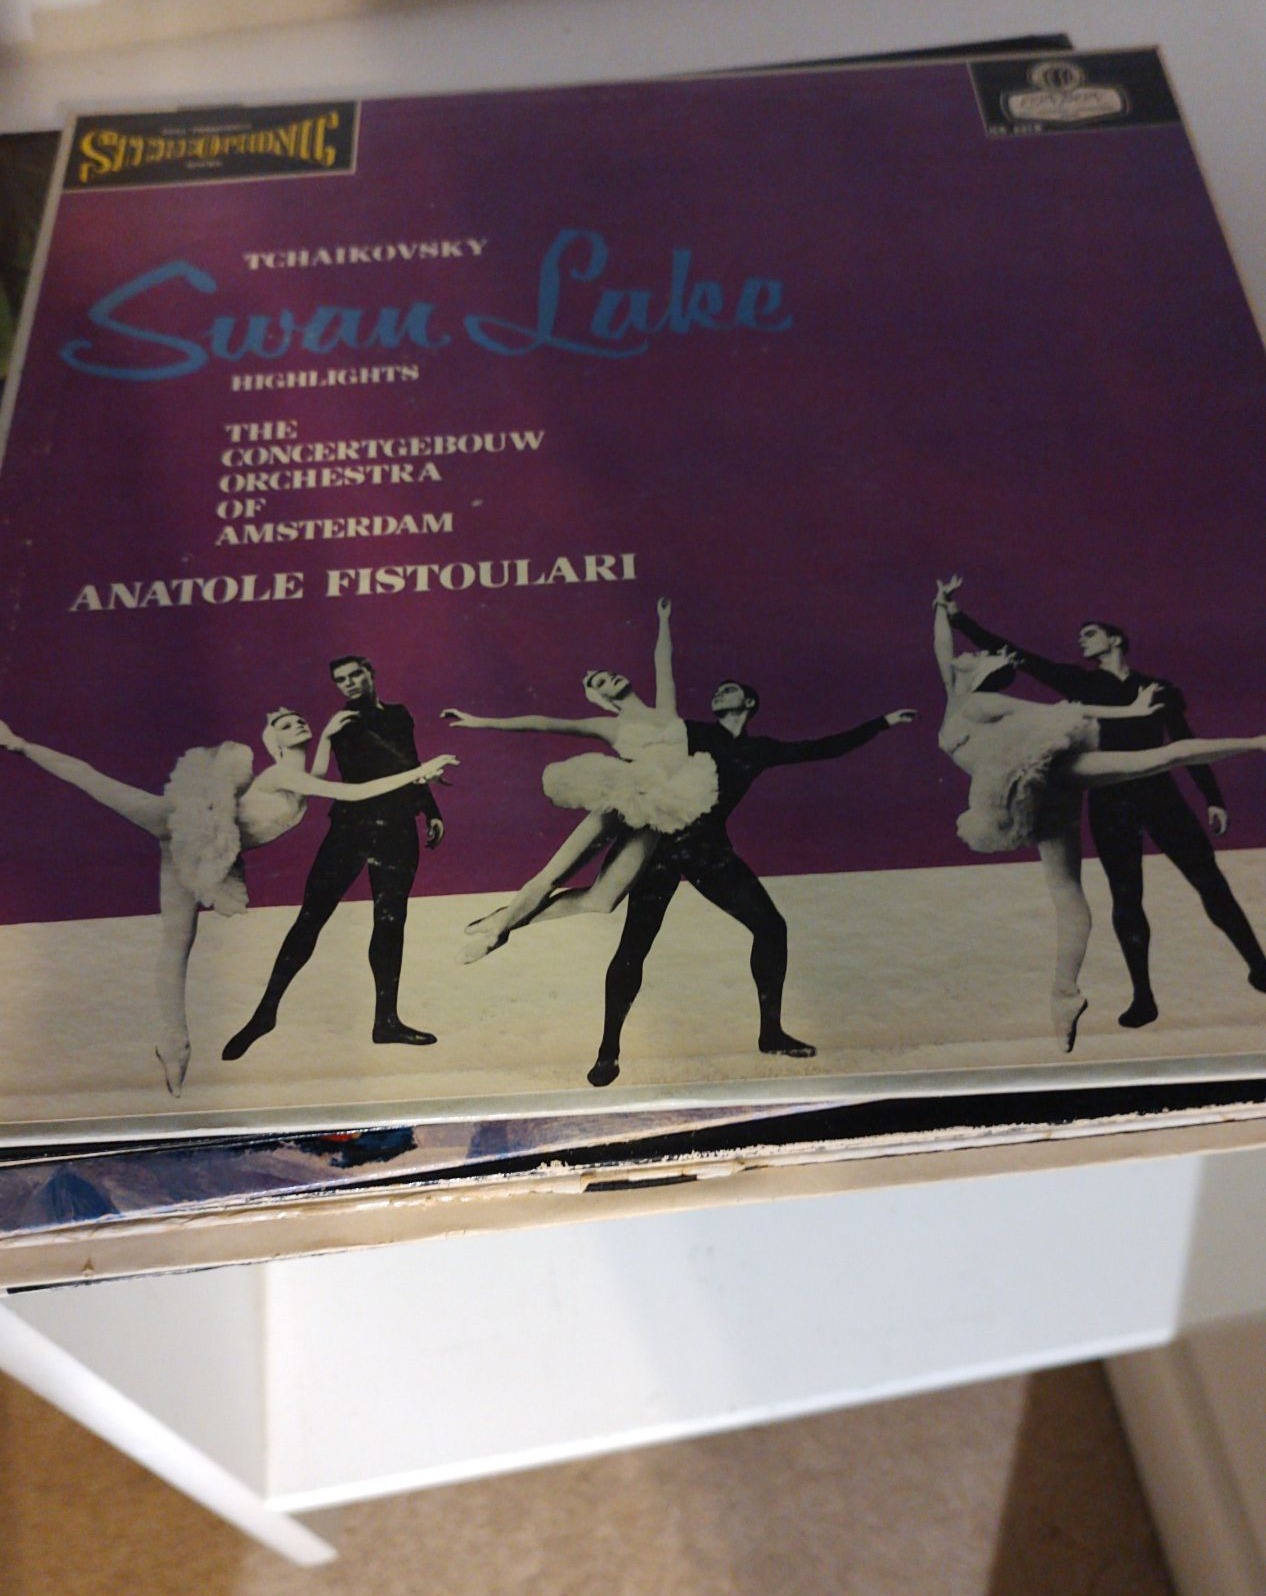 STEREOPHONIC
TCHAIKOVSKY
Swan Lake
HIGHLIGHTS
THE
CONCERTGEBOUW
ORCHESTRA
OF
AMSTERDAM
ANATOLE FISTOULARI